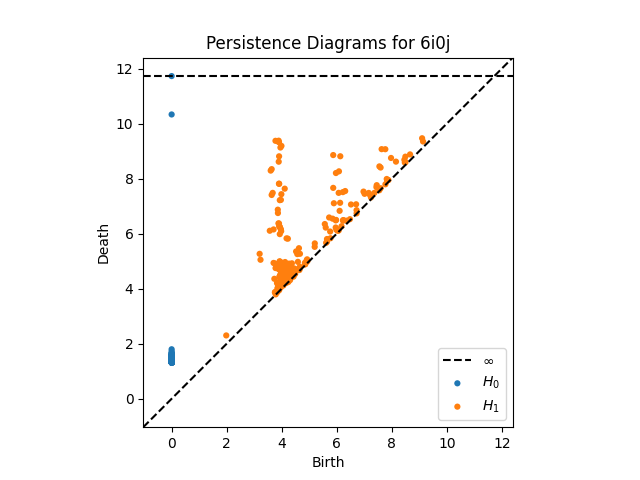 Persistence Diagrams for 6i0j
Death
12
10
8
6
4
2
0
∞
H₀
H₁
0 2 4 6 8 10 12
Birth